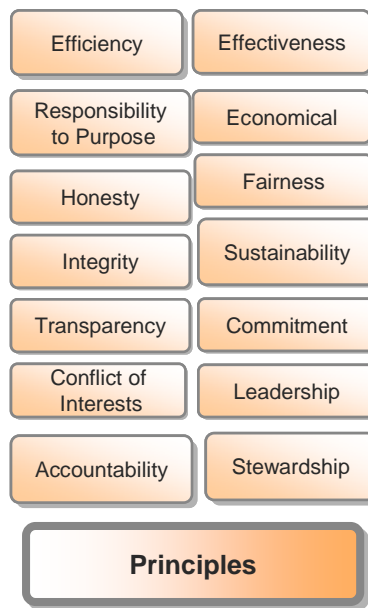 Efficiency
Effectiveness
Responsibility
to Purpose
Economical
Honesty
Fairness
Integrity
Sustainability
Transparency
Commitment
Conflict of
Interests
Leadership
Accountability
Stewardship
Principles